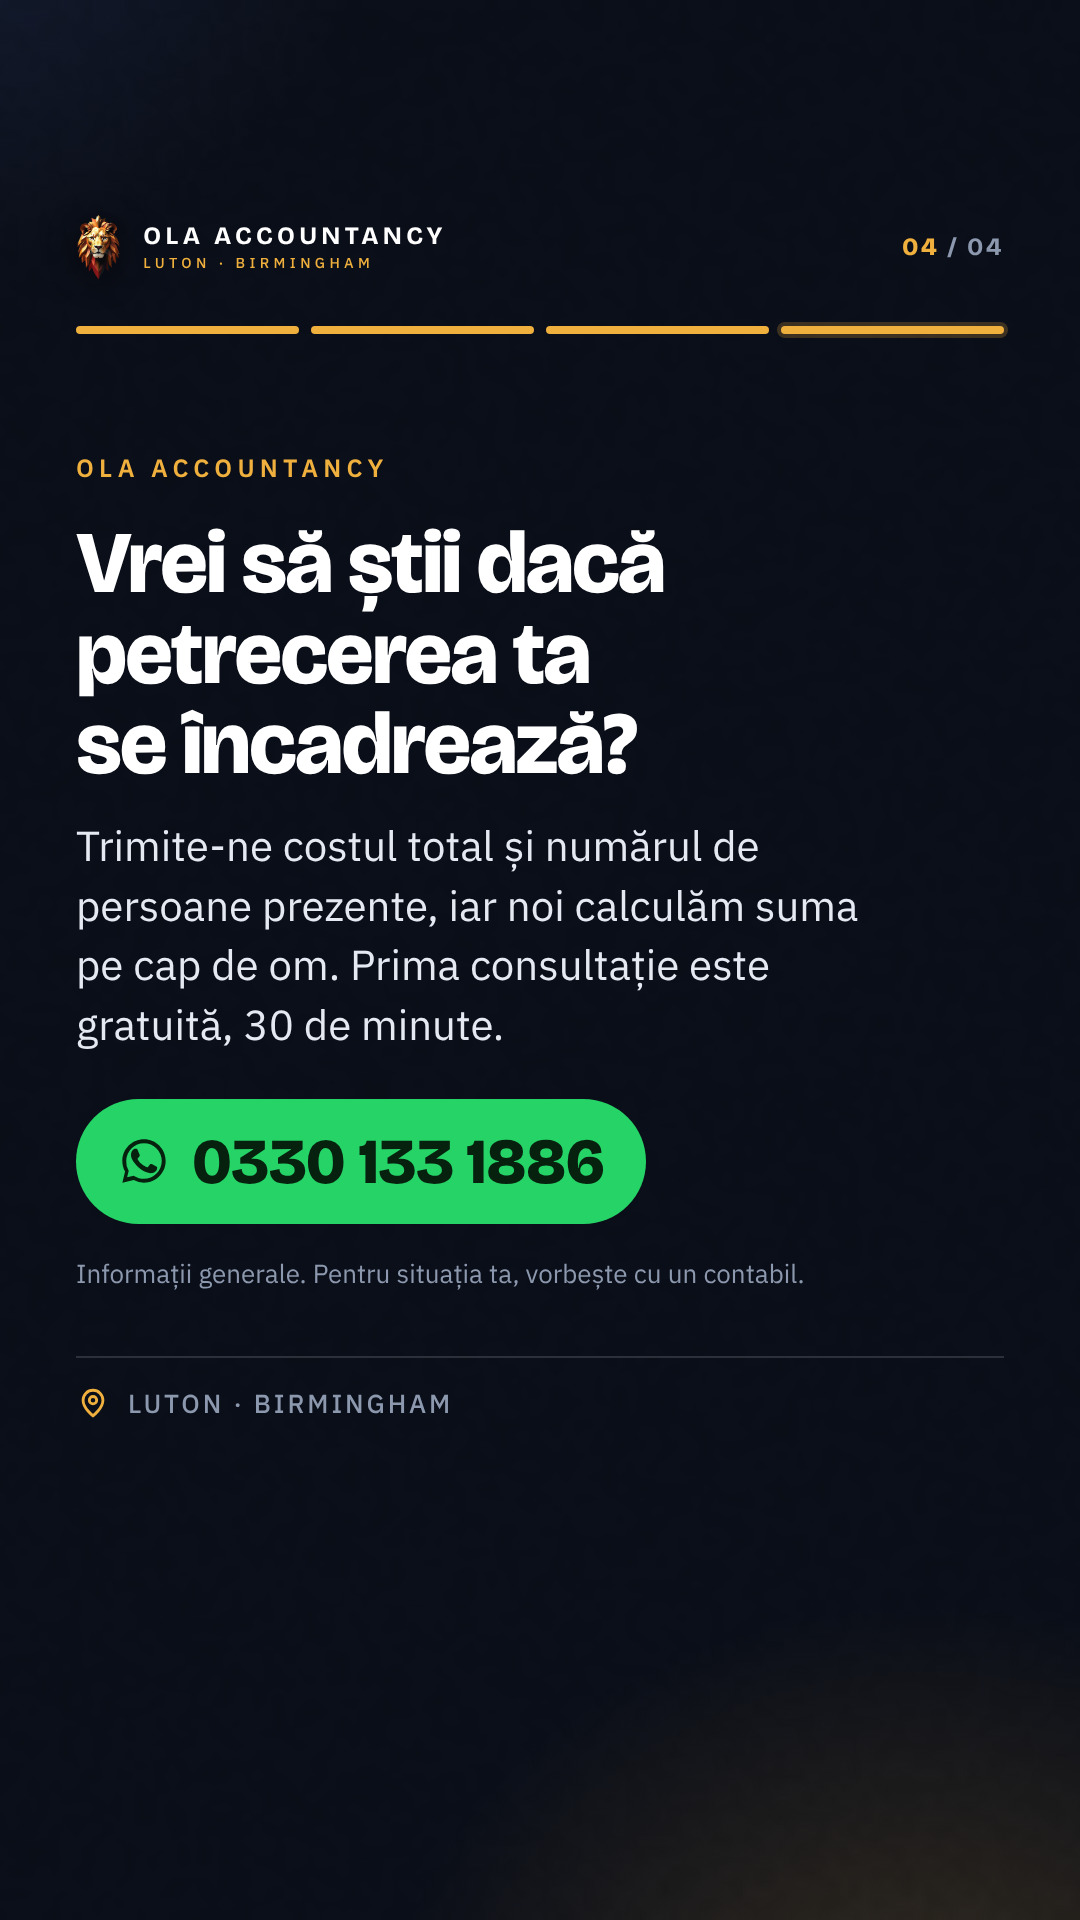 OLA ACCOUNTANCY
LUTON · BIRMINGHAM
04 / 04
OLA ACCOUNTANCY
Vrei să știi dacă
petrecerea ta
se încadrează?
Trimite-ne costul total și numărul de
persoane prezente, iar noi calculăm suma
pe cap de om. Prima consultație este
gratuită, 30 de minute.
0330 133 1886
Informații generale. Pentru situația ta, vorbește cu un contabil.
LUTON · BIRMINGHAM